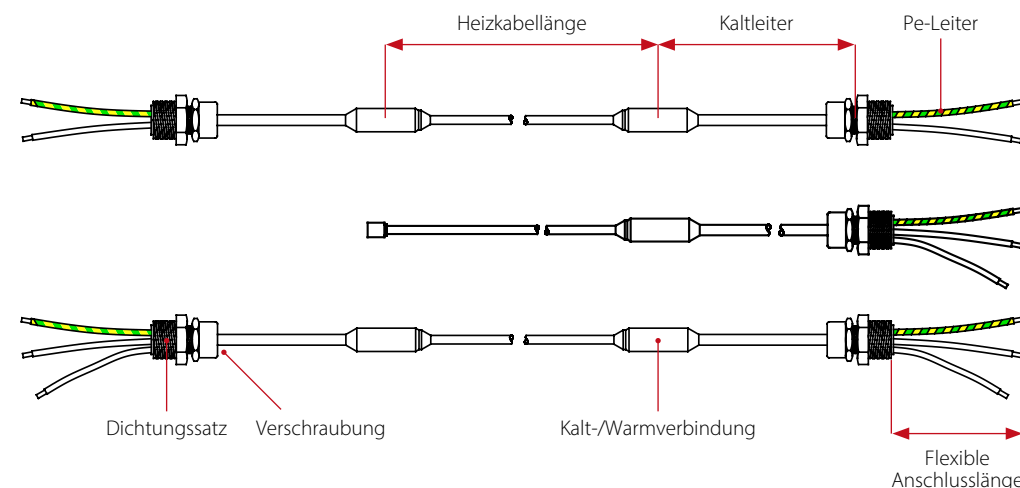 Heizkabellänge
Kaltleiter
Pe-Leiter
Dichtungssatz
Verschraubung
Kalt-/Warmverbindung
Flexible
Anschlusslänge